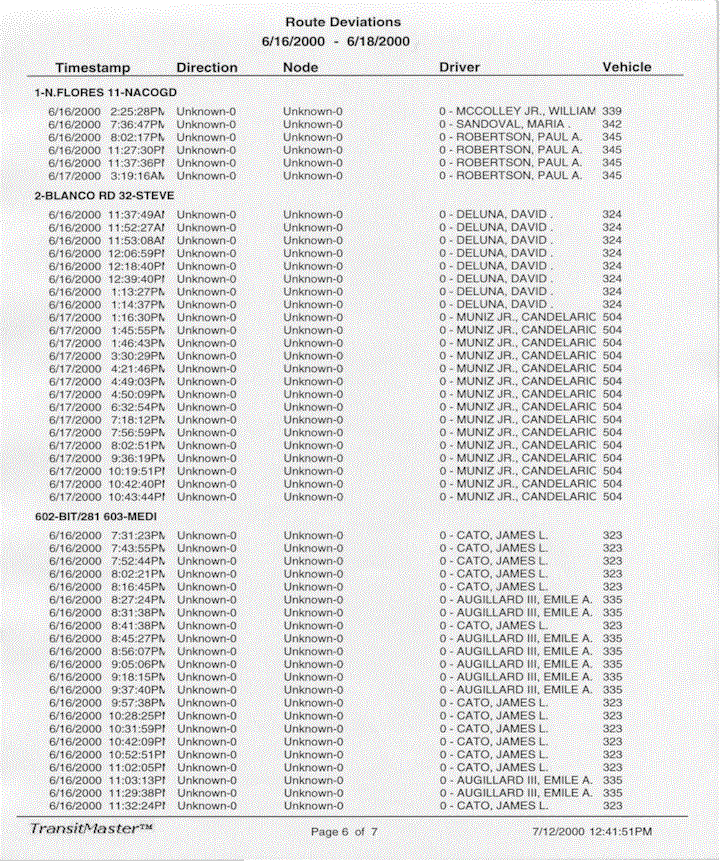 Route Deviations
6/16/2000 - 6/18/2000
Timestamp Direction Node Driver Vehicle
1-N.FLORES 11-NACOGD
6/16/2000 2:25:28PM Unknown-0 Unknown-0 0 - MCCOLLEY JR., WILLIAM 339
6/16/2000 7:36:47PM Unknown-0 Unknown-0 0 - SANDOVAL, MARIA . 342
6/16/2000 8:02:17PM Unknown-0 Unknown-0 0 - ROBERTSON, PAUL A. 345
6/16/2000 11:27:30PM Unknown-0 Unknown-0 0 - ROBERTSON, PAUL A. 345
6/16/2000 11:37:36PM Unknown-0 Unknown-0 0 - ROBERTSON, PAUL A. 345
6/17/2000 3:19:16AM Unknown-0 Unknown-0 0 - ROBERTSON, PAUL A. 345
2-BLANCO RD 32-STEVE
6/16/2000 11:37:49AM Unknown-0 Unknown-0 0 - DELUNA, DAVID . 324
6/16/2000 11:52:27AM Unknown-0 Unknown-0 0 - DELUNA, DAVID . 324
6/16/2000 11:53:08AM Unknown-0 Unknown-0 0 - DELUNA, DAVID . 324
6/16/2000 12:06:59PM Unknown-0 Unknown-0 0 - DELUNA, DAVID . 324
6/16/2000 12:18:40PM Unknown-0 Unknown-0 0 - DELUNA, DAVID . 324
6/16/2000 12:39:40PM Unknown-0 Unknown-0 0 - DELUNA, DAVID . 324
6/16/2000 1:13:27PM Unknown-0 Unknown-0 0 - DELUNA, DAVID . 324
6/16/2000 1:14:37PM Unknown-0 Unknown-0 0 - DELUNA, DAVID . 324
6/17/2000 1:16:30PM Unknown-0 Unknown-0 0 - MUNIZ JR., CANDELARIC 504
6/17/2000 1:45:55PM Unknown-0 Unknown-0 0 - MUNIZ JR., CANDELARIC 504
6/17/2000 1:46:43PM Unknown-0 Unknown-0 0 - MUNIZ JR., CANDELARIC 504
6/17/2000 3:30:29PM Unknown-0 Unknown-0 0 - MUNIZ JR., CANDELARIC 504
6/17/2000 4:21:46PM Unknown-0 Unknown-0 0 - MUNIZ JR., CANDELARIC 504
6/17/2000 4:49:03PM Unknown-0 Unknown-0 0 - MUNIZ JR., CANDELARIC 504
6/17/2000 4:50:09PM Unknown-0 Unknown-0 0 - MUNIZ JR., CANDELARIC 504
6/17/2000 6:32:54PM Unknown-0 Unknown-0 0 - MUNIZ JR., CANDELARIC 504
6/17/2000 7:18:12PM Unknown-0 Unknown-0 0 - MUNIZ JR., CANDELARIC 504
6/17/2000 7:56:59PM Unknown-0 Unknown-0 0 - MUNIZ JR., CANDELARIC 504
6/17/2000 8:02:51PM Unknown-0 Unknown-0 0 - MUNIZ JR., CANDELARIC 504
6/17/2000 9:36:19PM Unknown-0 Unknown-0 0 - MUNIZ JR., CANDELARIC 504
6/17/2000 10:19:51PM Unknown-0 Unknown-0 0 - MUNIZ JR., CANDELARIC 504
6/17/2000 10:42:40PM Unknown-0 Unknown-0 0 - MUNIZ JR., CANDELARIC 504
6/17/2000 10:43:44PM Unknown-0 Unknown-0 0 - MUNIZ JR., CANDELARIC 504
602-BIT/281 603-MEDI
6/16/2000 7:31:23PM Unknown-0 Unknown-0 0 - CATO, JAMES L. 323
6/16/2000 7:43:55PM Unknown-0 Unknown-0 0 - CATO, JAMES L. 323
6/16/2000 7:52:44PM Unknown-0 Unknown-0 0 - CATO, JAMES L. 323
6/16/2000 8:02:21PM Unknown-0 Unknown-0 0 - CATO, JAMES L. 323
6/16/2000 8:16:45PM Unknown-0 Unknown-0 0 - CATO, JAMES L. 323
6/16/2000 8:27:24PM Unknown-0 Unknown-0 0 - AUGILLARD III, EMILE A. 335
6/16/2000 8:31:38PM Unknown-0 Unknown-0 0 - AUGILLARD III, EMILE A. 335
6/16/2000 8:41:38PM Unknown-0 Unknown-0 0 - CATO, JAMES L. 323
6/16/2000 8:45:27PM Unknown-0 Unknown-0 0 - AUGILLARD III, EMILE A. 335
6/16/2000 8:56:07PM Unknown-0 Unknown-0 0 - AUGILLARD III, EMILE A. 335
6/16/2000 9:05:06PM Unknown-0 Unknown-0 0 - AUGILLARD III, EMILE A. 335
6/16/2000 9:18:15PM Unknown-0 Unknown-0 0 - AUGILLARD III, EMILE A. 335
6/16/2000 9:37:40PM Unknown-0 Unknown-0 0 - AUGILLARD III, EMILE A. 335
6/16/2000 9:57:38PM Unknown-0 Unknown-0 0 - CATO, JAMES L. 323
6/16/2000 10:28:25PM Unknown-0 Unknown-0 0 - CATO, JAMES L. 323
6/16/2000 10:31:59PM Unknown-0 Unknown-0 0 - CATO, JAMES L. 323
6/16/2000 10:42:09PM Unknown-0 Unknown-0 0 - CATO, JAMES L. 323
6/16/2000 10:52:51PM Unknown-0 Unknown-0 0 - CATO, JAMES L. 323
6/16/2000 11:02:05PM Unknown-0 Unknown-0 0 - CATO, JAMES L. 323
6/16/2000 11:03:13PM Unknown-0 Unknown-0 0 - AUGILLARD III, EMILE A. 335
6/16/2000 11:29:38PM Unknown-0 Unknown-0 0 - AUGILLARD III, EMILE A. 335
6/16/2000 11:32:24PM Unknown-0 Unknown-0 0 - CATO, JAMES L. 323
TransitMaster™ Page 6 of 7 7/12/2000 12:41:51PM